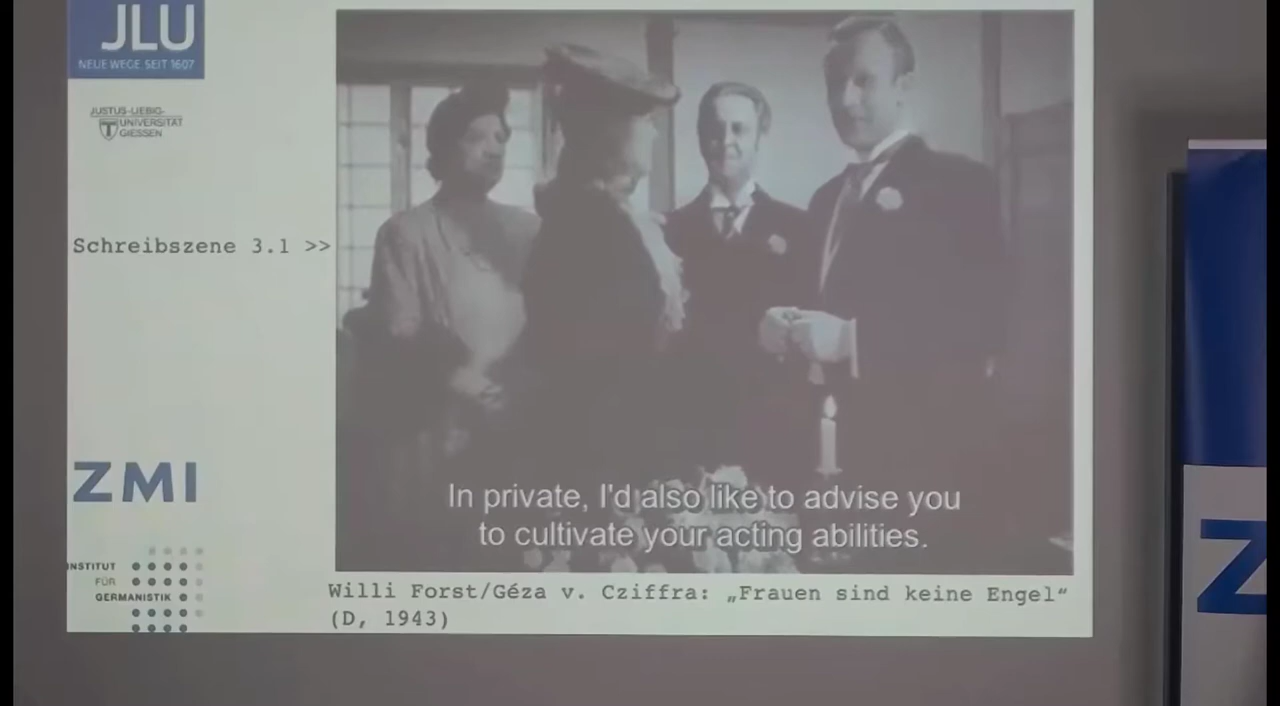 JLU
NEUE WEGE SEIT 1607
JUSTUS-LIEBIG-
UNIVERSITÄT
GIESSEN
Schreibszene 3.1 >>
In private, I'd also like to advise you
to cultivate your acting abilities.
ZMI
INSTITUT
FÜR
GERMANISTIK
Willi Forst/Géza v. Cziffra: „Frauen sind keine Engel“
(D, 1943)
Z